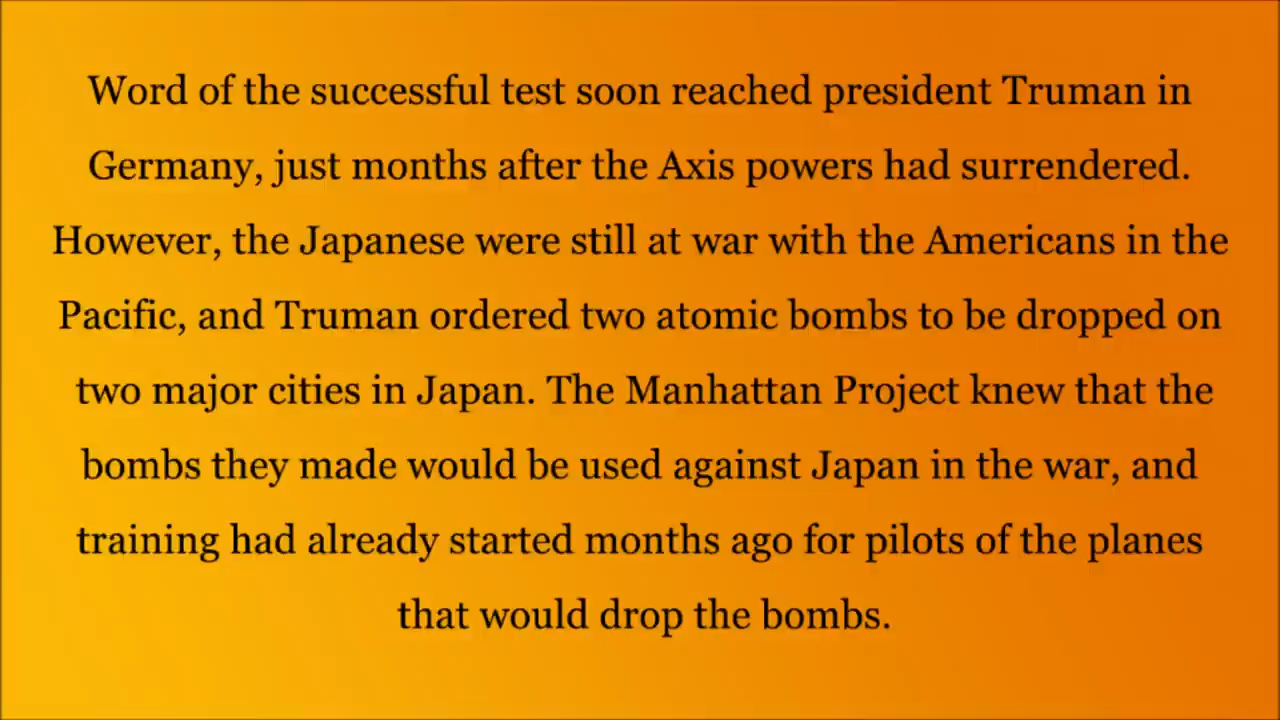 Word of the successful test soon reached president Truman in
Germany, just months after the Axis powers had surrendered.
However, the Japanese were still at war with the Americans in the
Pacific, and Truman ordered two atomic bombs to be dropped on
two major cities in Japan. The Manhattan Project knew that the
bombs they made would be used against Japan in the war, and
training had already started months ago for pilots of the planes
that would drop the bombs.